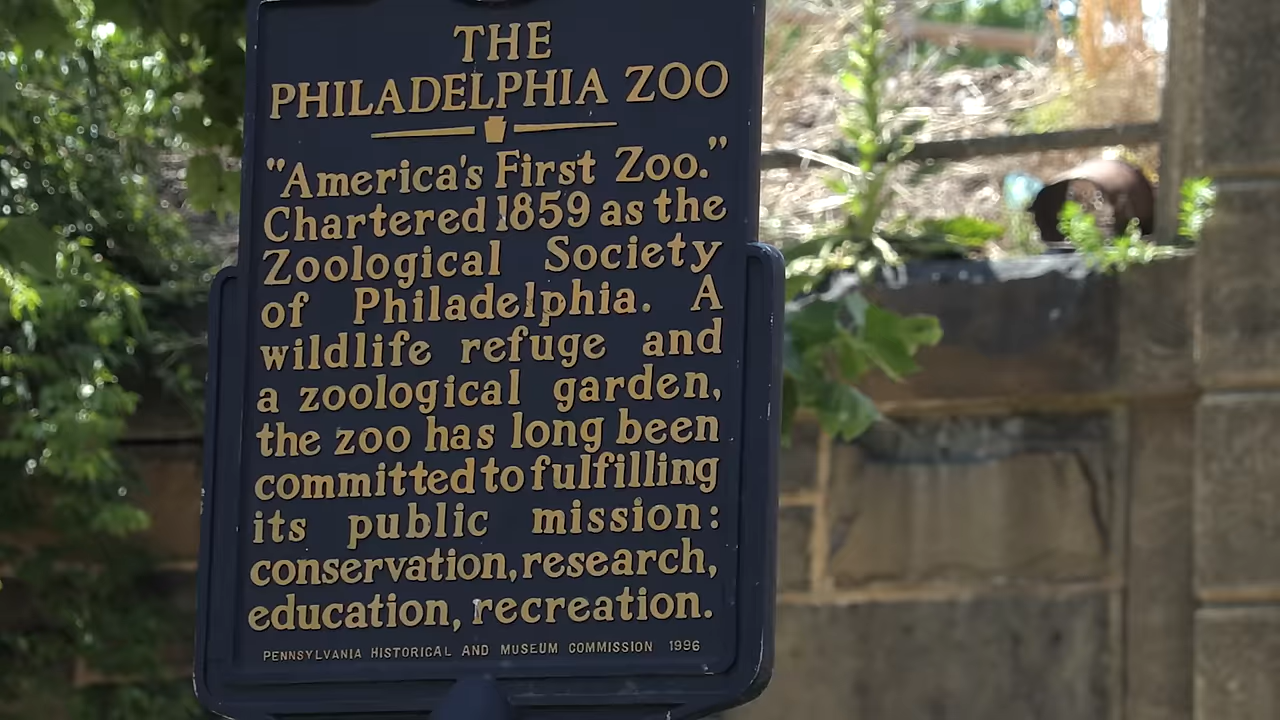 THE
PHILADELPHIA ZOO
"America's First Zoo."
Chartered 1859 as the
Zoological Society
of Philadelphia. A
wildlife refuge and
a zoological garden,
the zoo has long been
committed to fulfilling
its public mission:
conservation, research,
education, recreation.
PENNSYLVANIA HISTORICAL AND MUSEUM COMMISSION 1996